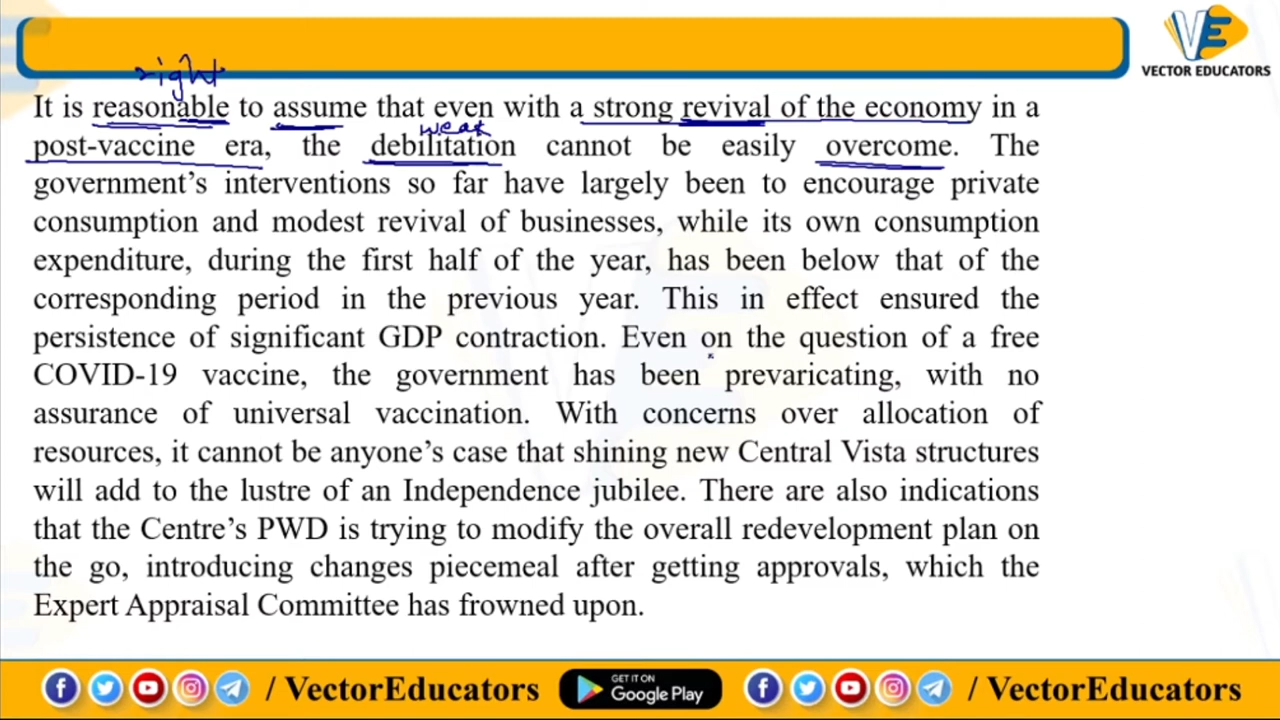 VE
VECTOR EDUCATORS
right
It is reasonable to assume that even with a strong revival of the economy in a
weak
post-vaccine era, the debilitation cannot be easily overcome. The
government's interventions so far have largely been to encourage private
consumption and modest revival of businesses, while its own consumption
expenditure, during the first half of the year, has been below that of the
corresponding period in the previous year. This in effect ensured the
persistence of significant GDP contraction. Even on the question of a free
COVID-19 vaccine, the government has been prevaricating, with no
assurance of universal vaccination. With concerns over allocation of
resources, it cannot be anyone's case that shining new Central Vista structures
will add to the lustre of an Independence jubilee. There are also indications
that the Centre's PWD is trying to modify the overall redevelopment plan on
the go, introducing changes piecemeal after getting approvals, which the
Expert Appraisal Committee has frowned upon.
/ VectorEducators GET IT ON Google Play / VectorEducators